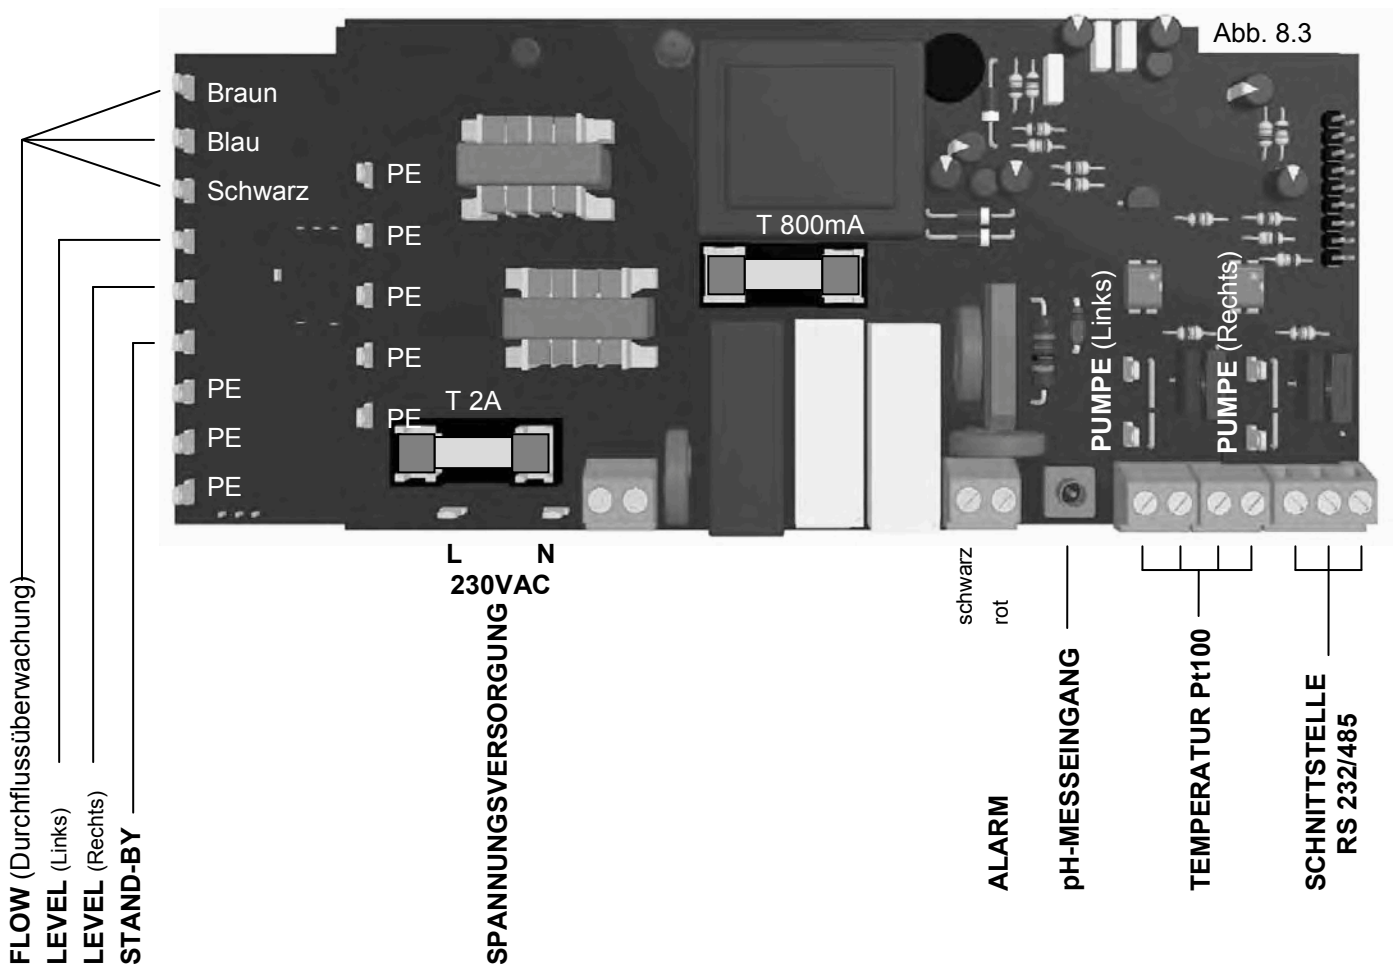 Abb. 8.3
Braun
Blau
Schwarz
PE
PE
PE
PE
PE
PE
PE
PE
T 800mA
T 2A
PUMPE (Links)
PUMPE (Rechts)
L N
230VAC
SPANNUNGSVERSORGUNG
schwarz
rot
ALARM
pH-MESSEINGANG
TEMPERATUR Pt100
SCHNITTSTELLE
RS 232/485
FLOW (Durchflussüberwachung)
LEVEL (Links)
LEVEL (Rechts)
STAND-BY